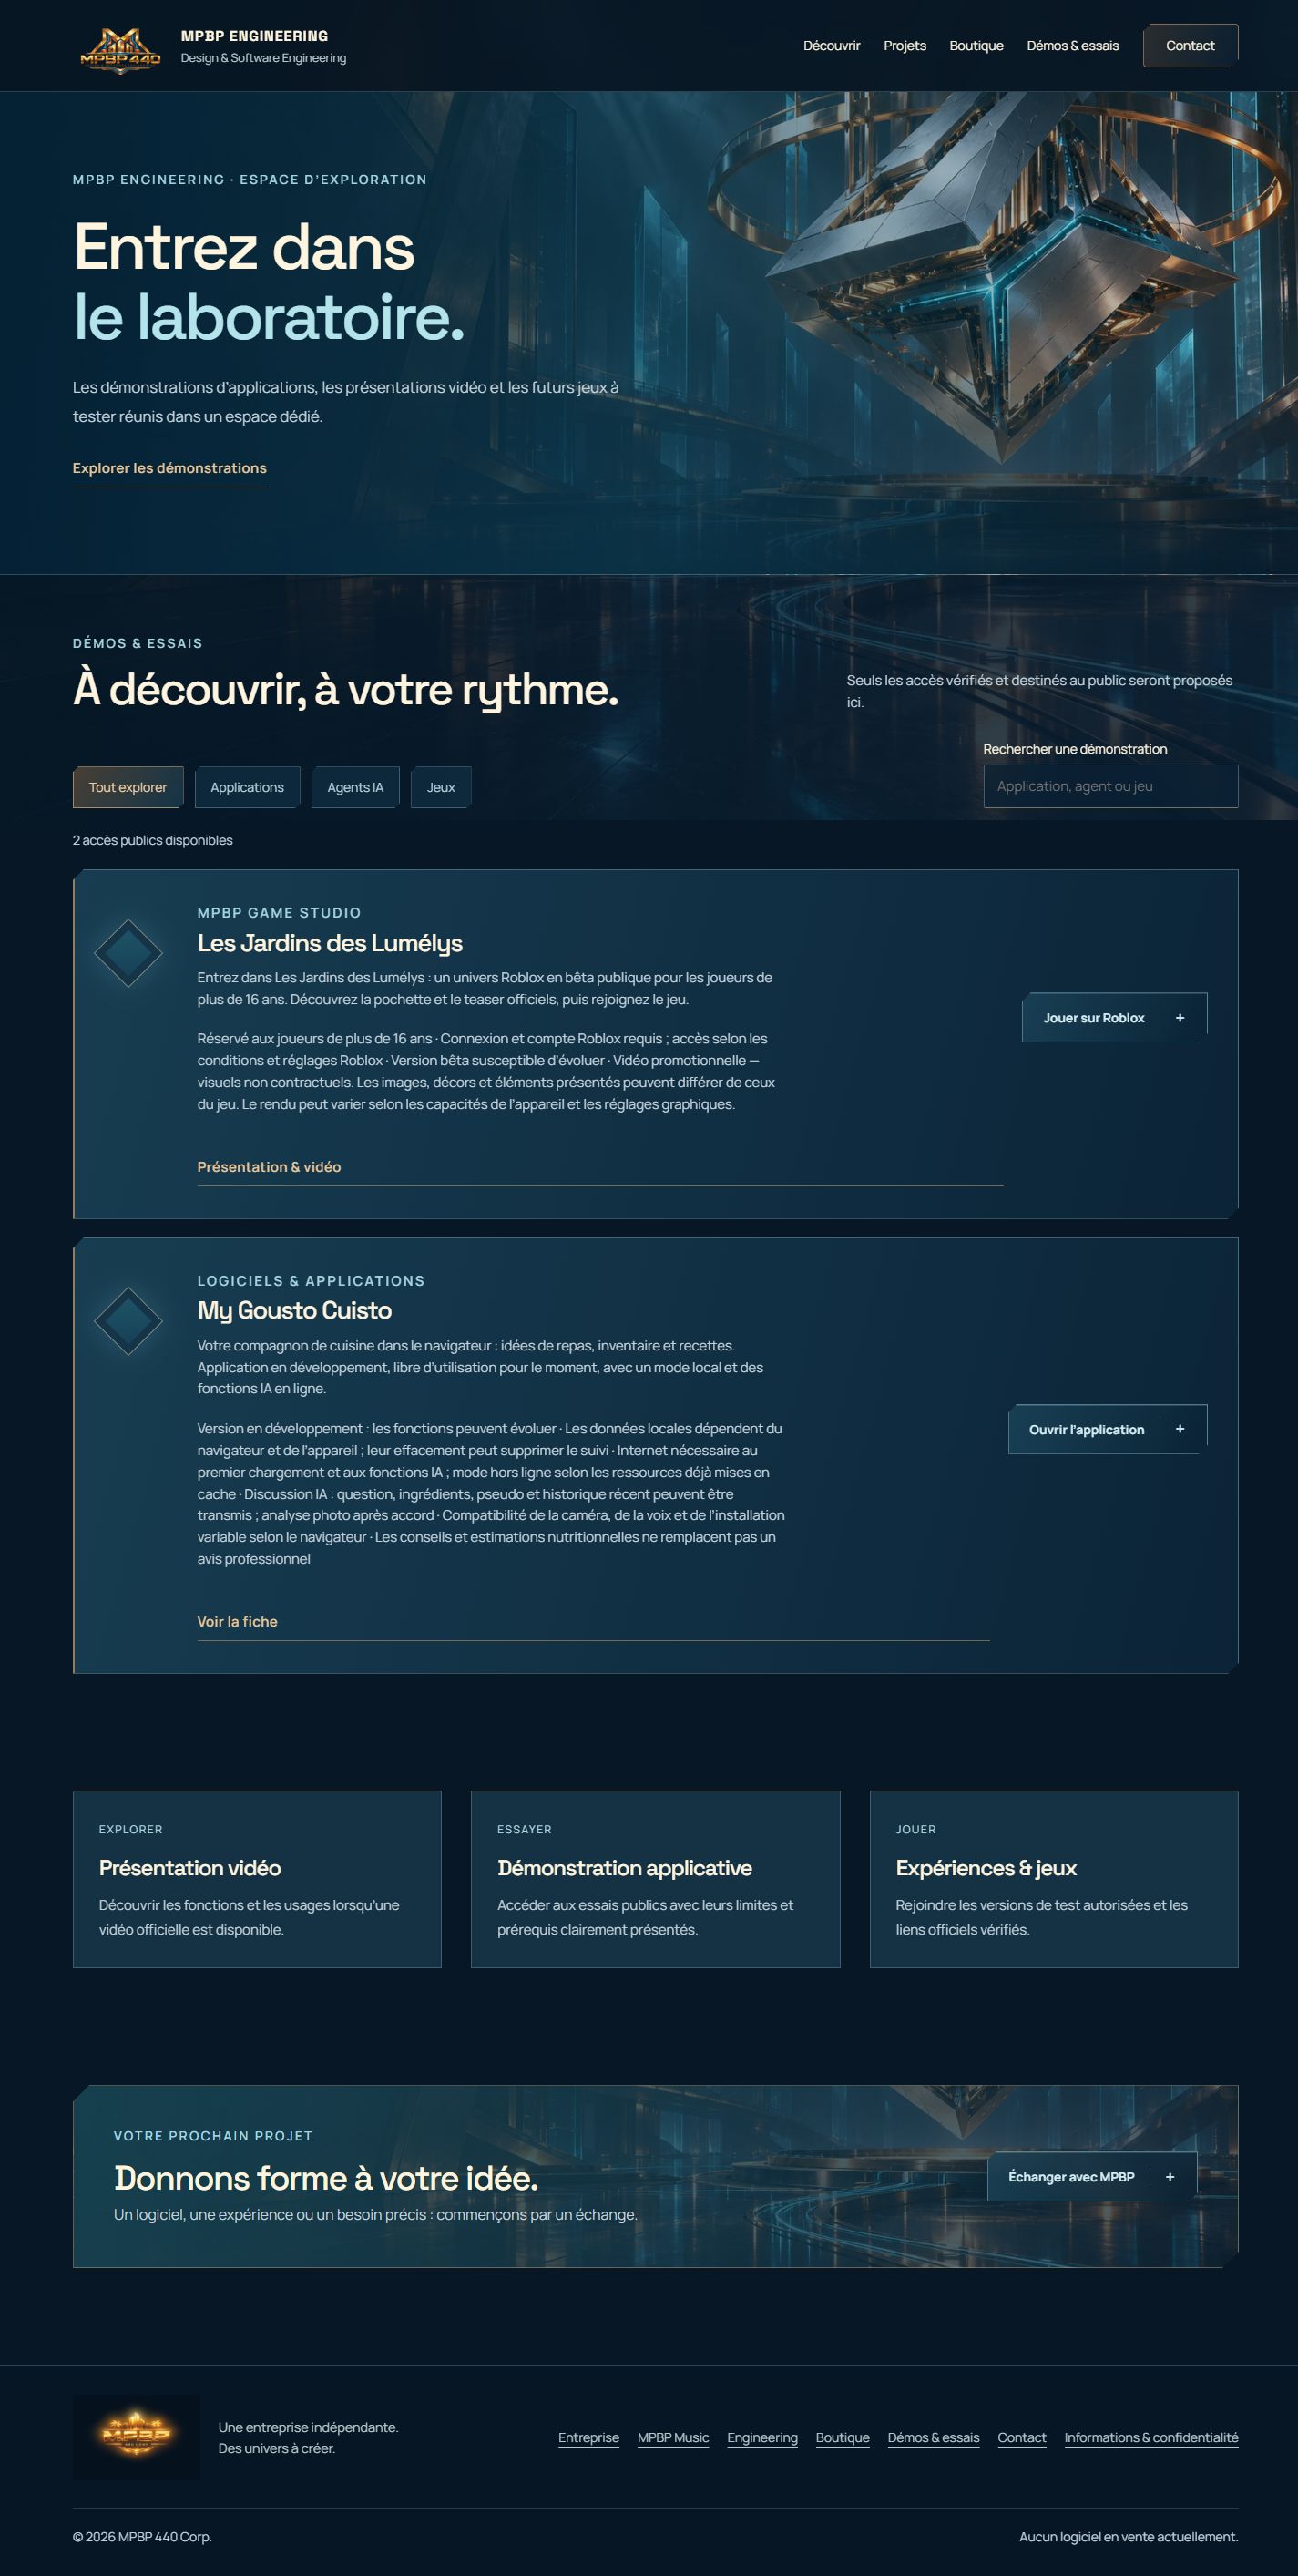 MPBP 440
MPBP ENGINEERING
Design & Software Engineering
Découvrir
Projets
Boutique
Démos & essais
Contact
MPBP ENGINEERING · ESPACE D'EXPLORATION
Entrez dans
le laboratoire.
Les démonstrations d'applications, les présentations vidéo et les futurs jeux à
tester réunis dans un espace dédié.
Explorer les démonstrations
DÉMOS & ESSAIS
À découvrir, à votre rythme.
Seuls les accès vérifiés et destinés au public seront proposés
ici.
Rechercher une démonstration
Tout explorer
Applications
Agents IA
Jeux
Application, agent ou jeu
2 accès publics disponibles
MPBP GAME STUDIO
Les Jardins des Lumélys
Entrez dans Les Jardins des Lumélys : un univers Roblox en bêta publique pour les joueurs de
plus de 16 ans. Découvrez la pochette et le teaser officiels, puis rejoignez le jeu.
Réservé aux joueurs de plus de 16 ans · Connexion et compte Roblox requis ; accès selon les
conditions et réglages Roblox · Version bêta susceptible d'évoluer · Vidéo promotionnelle —
visuels non contractuels. Les images, décors et éléments présentés peuvent différer de ceux
du jeu. Le rendu peut varier selon les capacités de l'appareil et les réglages graphiques.
Jouer sur Roblox +
Présentation & vidéo
LOGICIELS & APPLICATIONS
My Gousto Cuisto
Votre compagnon de cuisine dans le navigateur : idées de repas, inventaire et recettes.
Application en développement, libre d'utilisation pour le moment, avec un mode local et des
fonctions IA en ligne.
Version en développement : les fonctions peuvent évoluer · Les données locales dépendent du
navigateur et de l'appareil ; leur effacement peut supprimer le suivi · Internet nécessaire au
premier chargement et aux fonctions IA ; mode hors ligne selon les ressources déjà mises en
cache · Discussion IA : question, ingrédients, pseudo et historique récent peuvent être
transmis ; analyse photo après accord · Compatibilité de la caméra, de la voix et de l'installation
variable selon le navigateur · Les conseils et estimations nutritionnelles ne remplacent pas un
avis professionnel
Ouvrir l'application +
Voir la fiche
EXPLORER
Présentation vidéo
Découvrir les fonctions et les usages lorsqu'une
vidéo officielle est disponible.
ESSAYER
Démonstration applicative
Accéder aux essais publics avec leurs limites et
prérequis clairement présentés.
JOUER
Expériences & jeux
Rejoindre les versions de test autorisées et les
liens officiels vérifiés.
VOTRE PROCHAIN PROJET
Donnons forme à votre idée.
Un logiciel, une expérience ou un besoin précis : commençons par un échange.
Échanger avec MPBP +
MPBP
Une entreprise indépendante.
Des univers à créer.
Entreprise
MPBP Music
Engineering
Boutique
Démos & essais
Contact
Informations & confidentialité
© 2026 MPBP 440 Corp.
Aucun logiciel en vente actuellement.